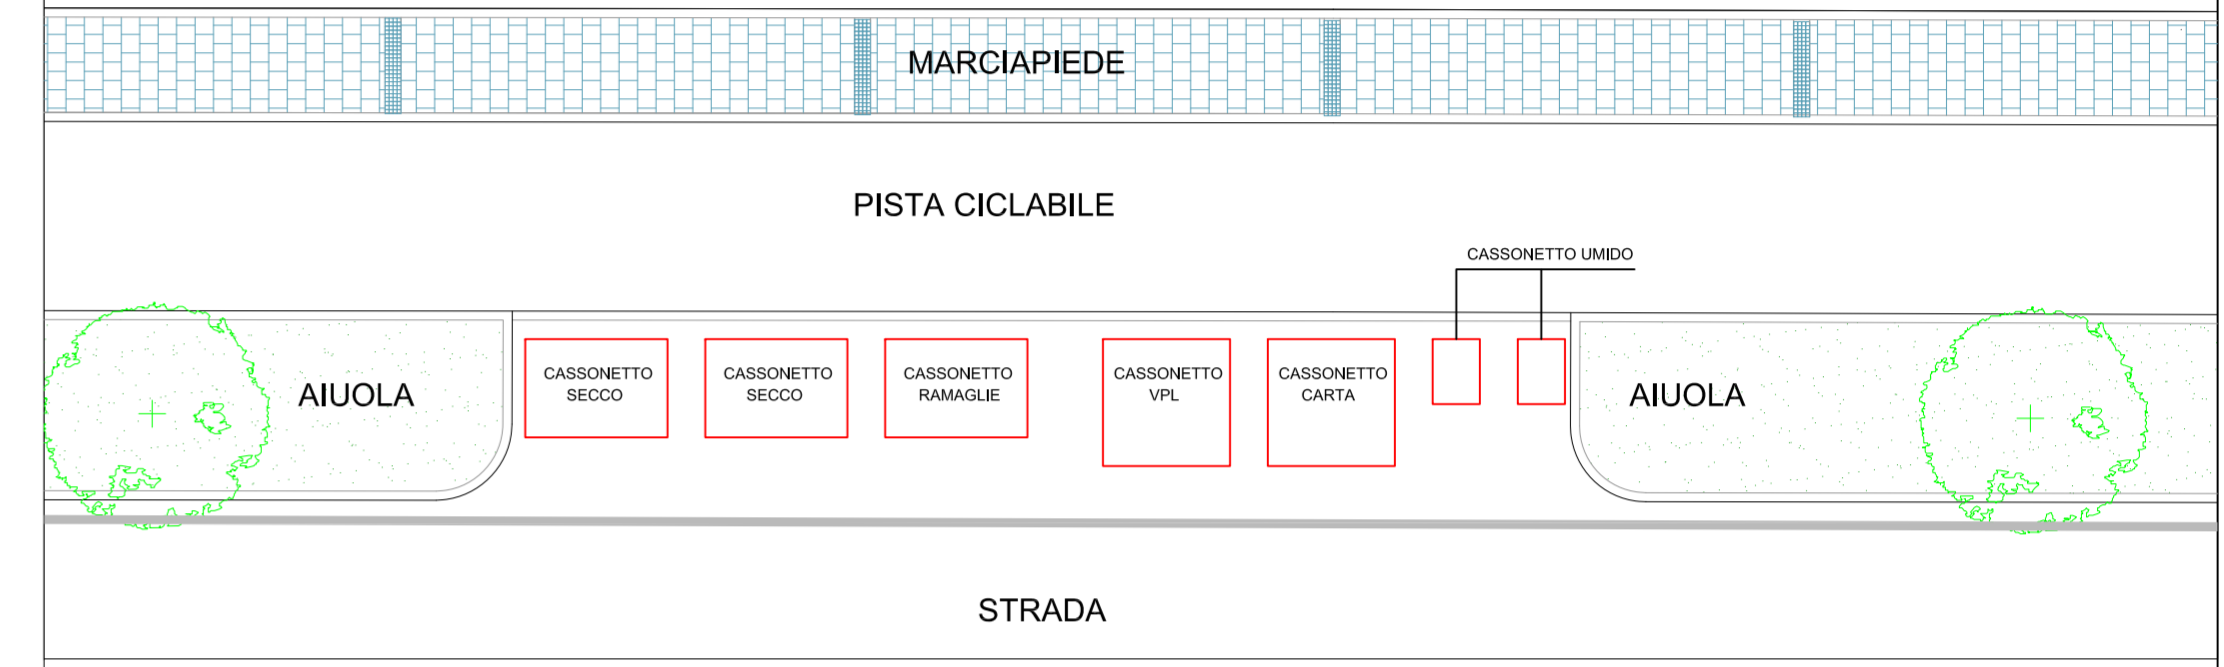 MARCIAPIEDE
PISTA CICLABILE
CASSONETTO UMIDO
AIUOLA
CASSONETTO
SECCO
CASSONETTO
SECCO
CASSONETTO
RAMAGLIE
CASSONETTO
VPL
CASSONETTO
CARTA
AIUOLA
STRADA